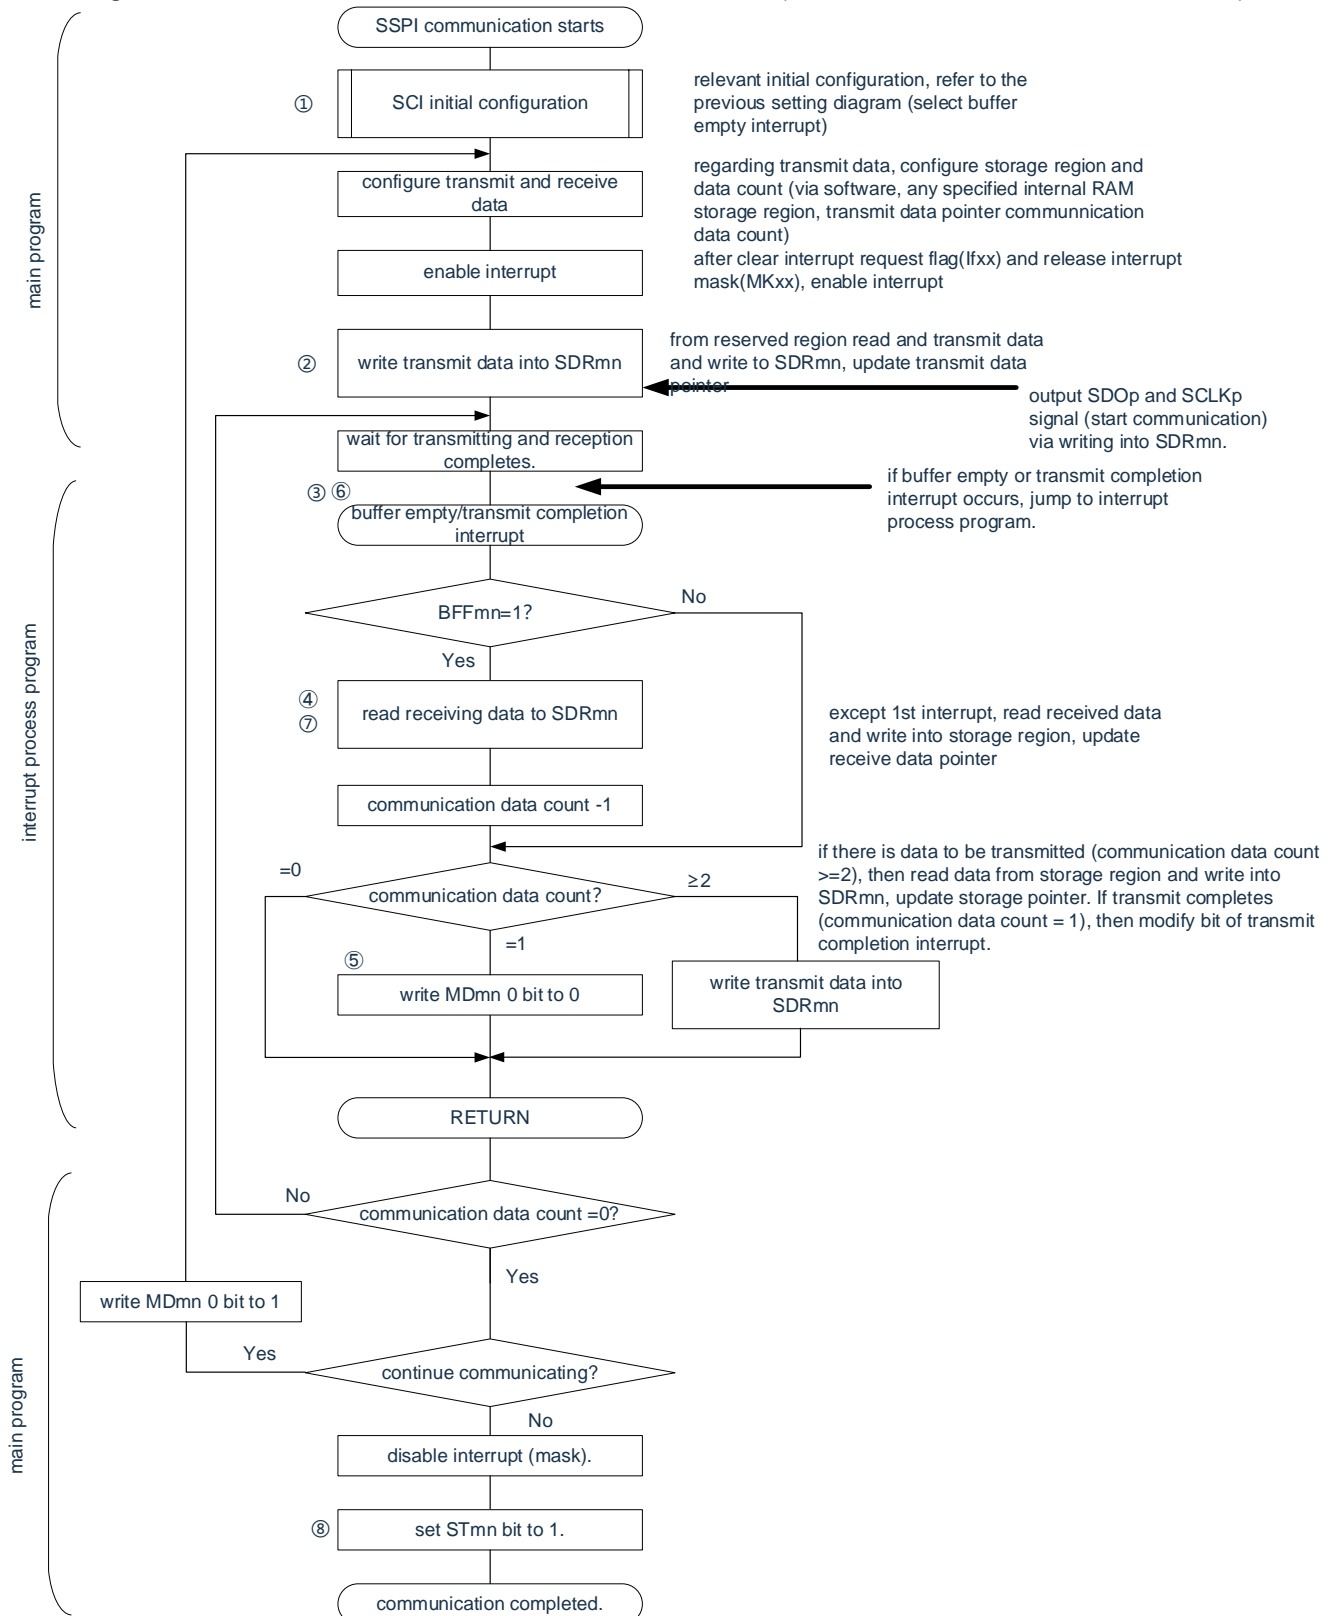 SSPI communication starts
①
SCI initial configuration
relevant initial configuration, refer to the
previous setting diagram (select buffer
empty interrupt)
configure transmit and receive
data
regarding transmit data, configure storage region and
data count (via software, any specified internal RAM
storage region, transmit data pointer communnication
data count)
main program
enable interrupt
after clear interrupt request flag(Ifxx) and release interrupt
mask(MKxx), enable interrupt
②
write transmit data into SDRmn
from reserved region read and transmit data
and write to SDRmn, update transmit data
pointer
output SDOp and SCLKp
signal (start communication)
via writing into SDRmn.
wait for transmitting and reception
completes.
③ ⑥
if buffer empty or transmit completion
interrupt occurs, jump to interrupt
process program.
buffer empty/transmit completion
interrupt
BFFmn=1?
No
Yes
interrupt process program
④
⑦
read receiving data to SDRmn
except 1st interrupt, read received data
and write into storage region, update
receive data pointer
communication data count -1
=0
communication data count?
≥2
=1
if there is data to be transmitted (communication data count
>=2), then read data from storage region and write into
SDRmn, update storage pointer. If transmit completes
(communication data count = 1), then modify bit of transmit
completion interrupt.
⑤
write MDmn 0 bit to 0
write transmit data into
SDRmn
RETURN
No
communication data count =0?
Yes
write MDmn 0 bit to 1
Yes
continue communicating?
No
main program
disable interrupt (mask).
⑧
set STmn bit to 1.
communication completed.